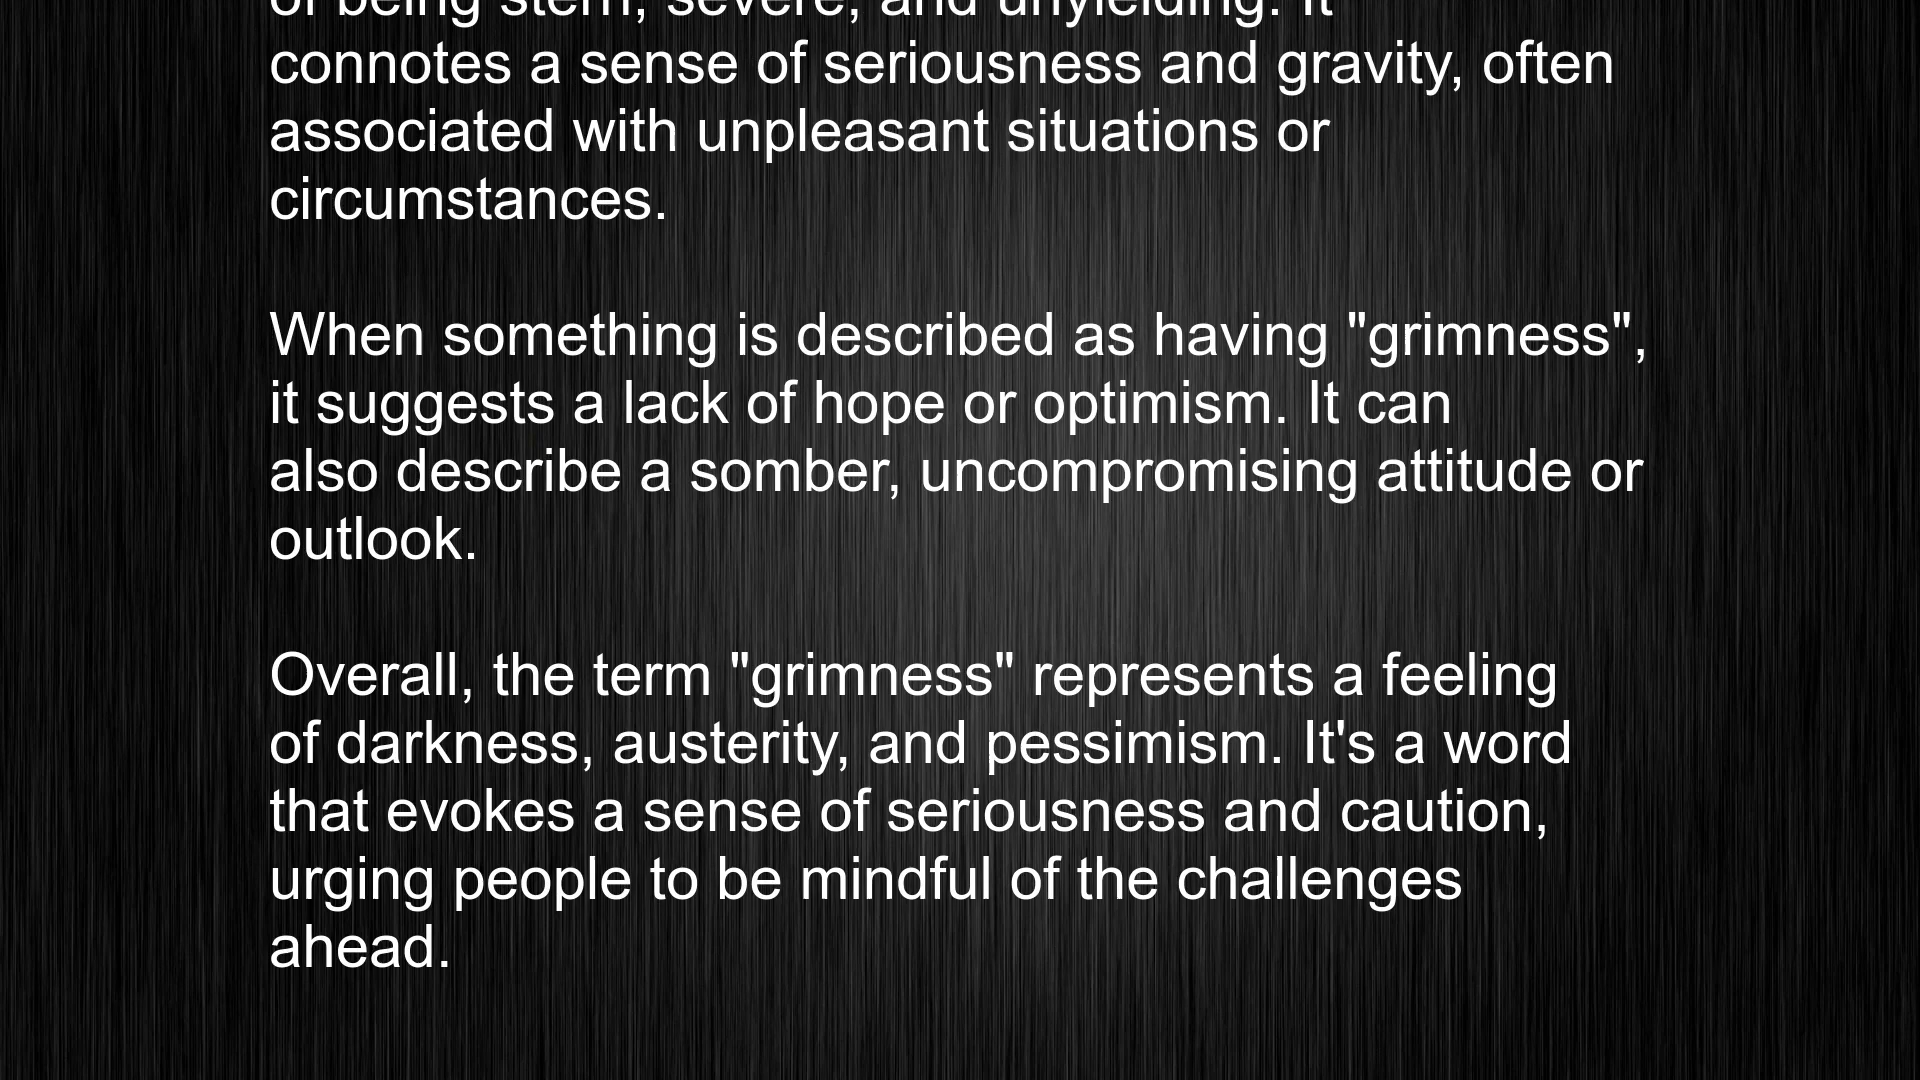 of being stern, severe, and unyielding. It
connotes a sense of seriousness and gravity, often
associated with unpleasant situations or
circumstances.
When something is described as having "grimness",
it suggests a lack of hope or optimism. It can
also describe a somber, uncompromising attitude or
outlook.
Overall, the term "grimness" represents a feeling
of darkness, austerity, and pessimism. It's a word
that evokes a sense of seriousness and caution,
urging people to be mindful of the challenges
ahead.